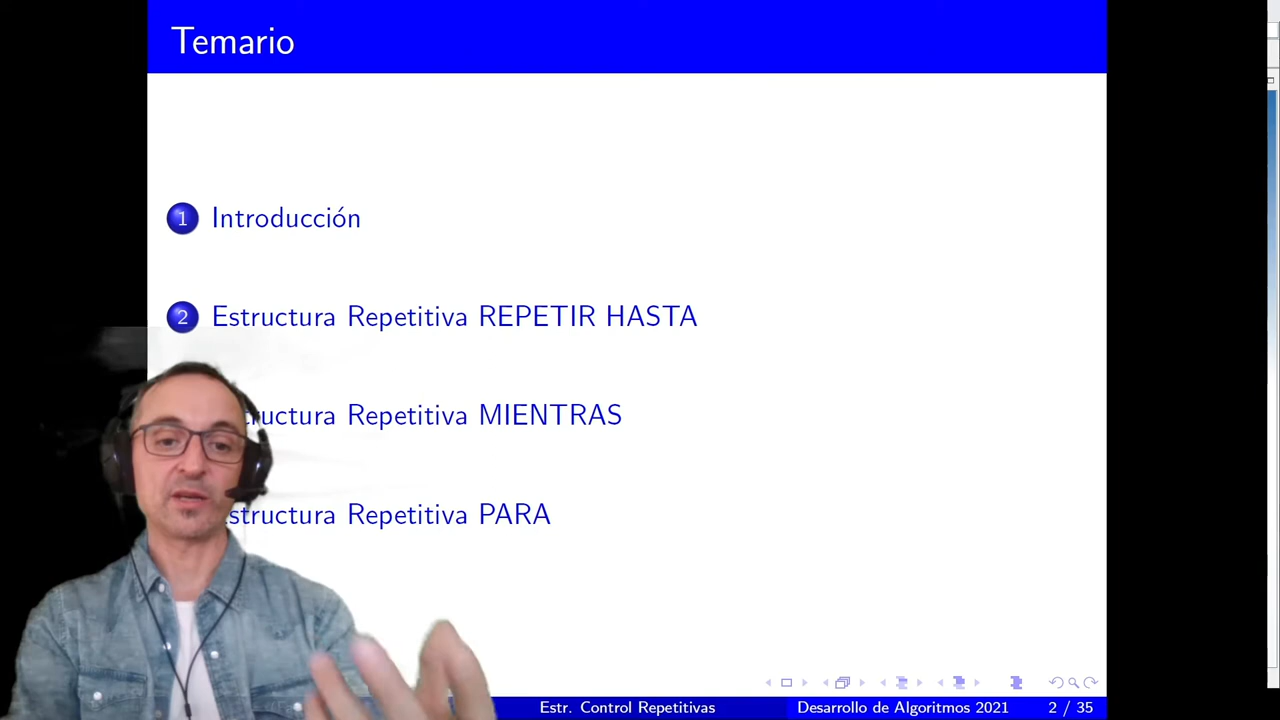 Temario
1 Introducción
2 Estructura Repetitiva REPETIR HASTA
Repetitiva MIENTRAS
Repetitiva PARA
Estr. Control Repetitivas
Desarrollo de Algoritmos 2021
2 / 35